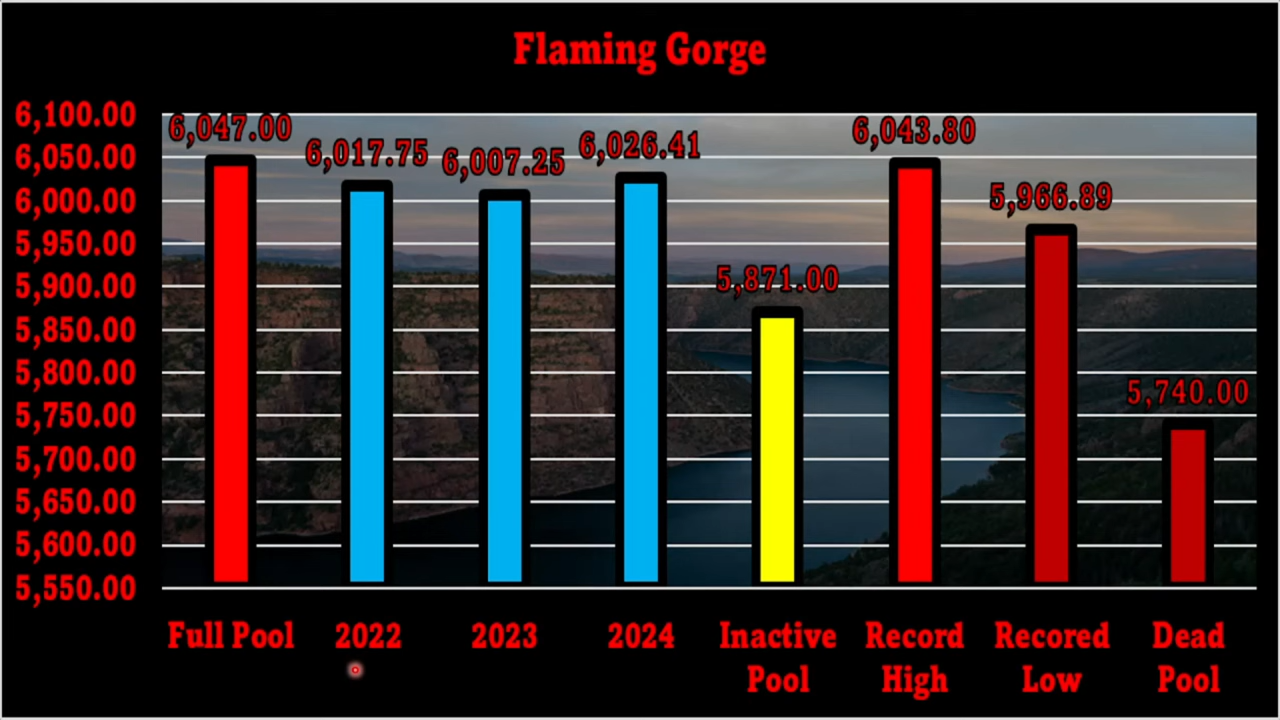 Flaming Gorge
6,100.00
6,050.00
6,000.00
5,950.00
5,900.00
5,850.00
5,800.00
5,750.00
5,700.00
5,650.00
5,600.00
5,550.00
6,047.00
6,017.75
6,007.25
6,026.41
5,871.00
6,043.80
5,966.89
5,740.00
Full Pool
2022
2023
2024
Inactive
Pool
Record
High
Recored
Low
Dead
Pool